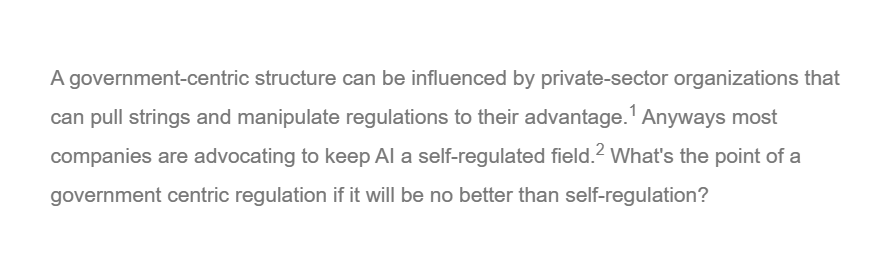 A government-centric structure can be influenced by private-sector organizations that
can pull strings and manipulate regulations to their advantage.¹ Anyways most
companies are advocating to keep AI a self-regulated field.² What's the point of a
government centric regulation if it will be no better than self-regulation?